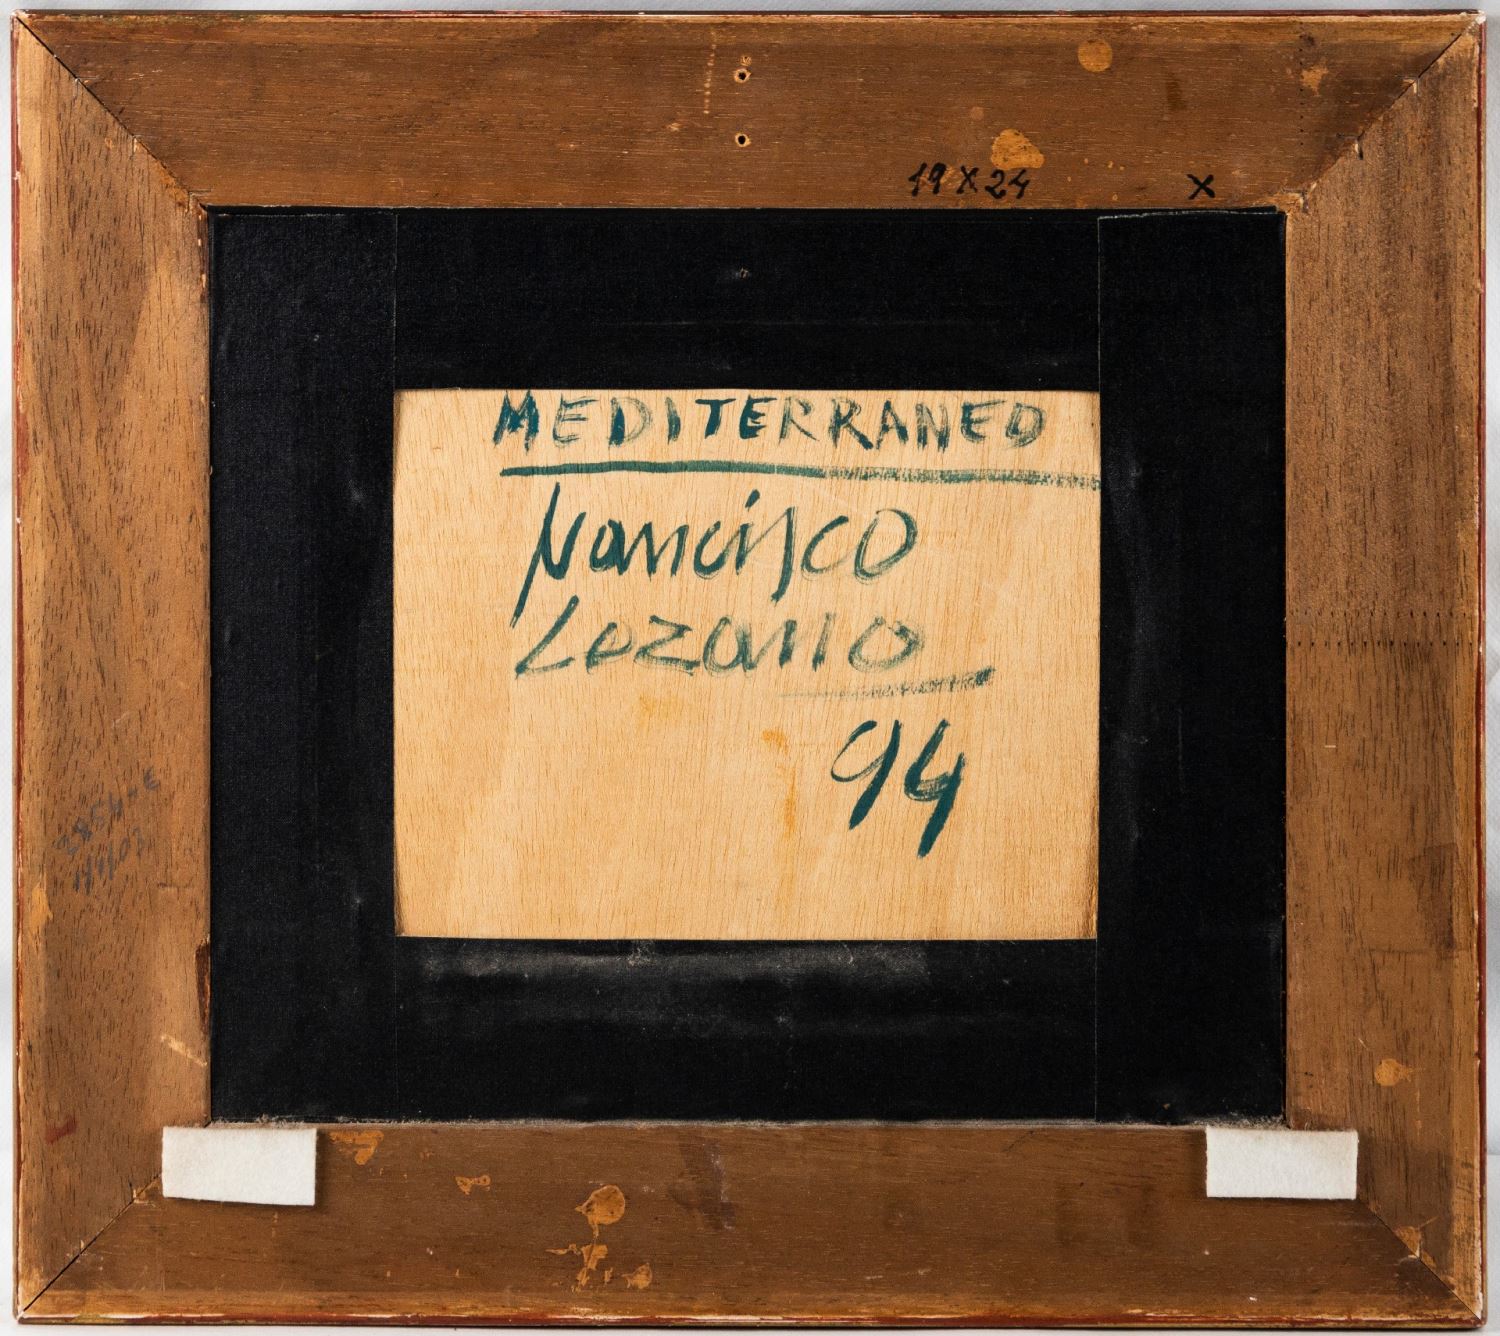 19 X 24 X
MEDITERRANEO
Francisco
Lozano
94